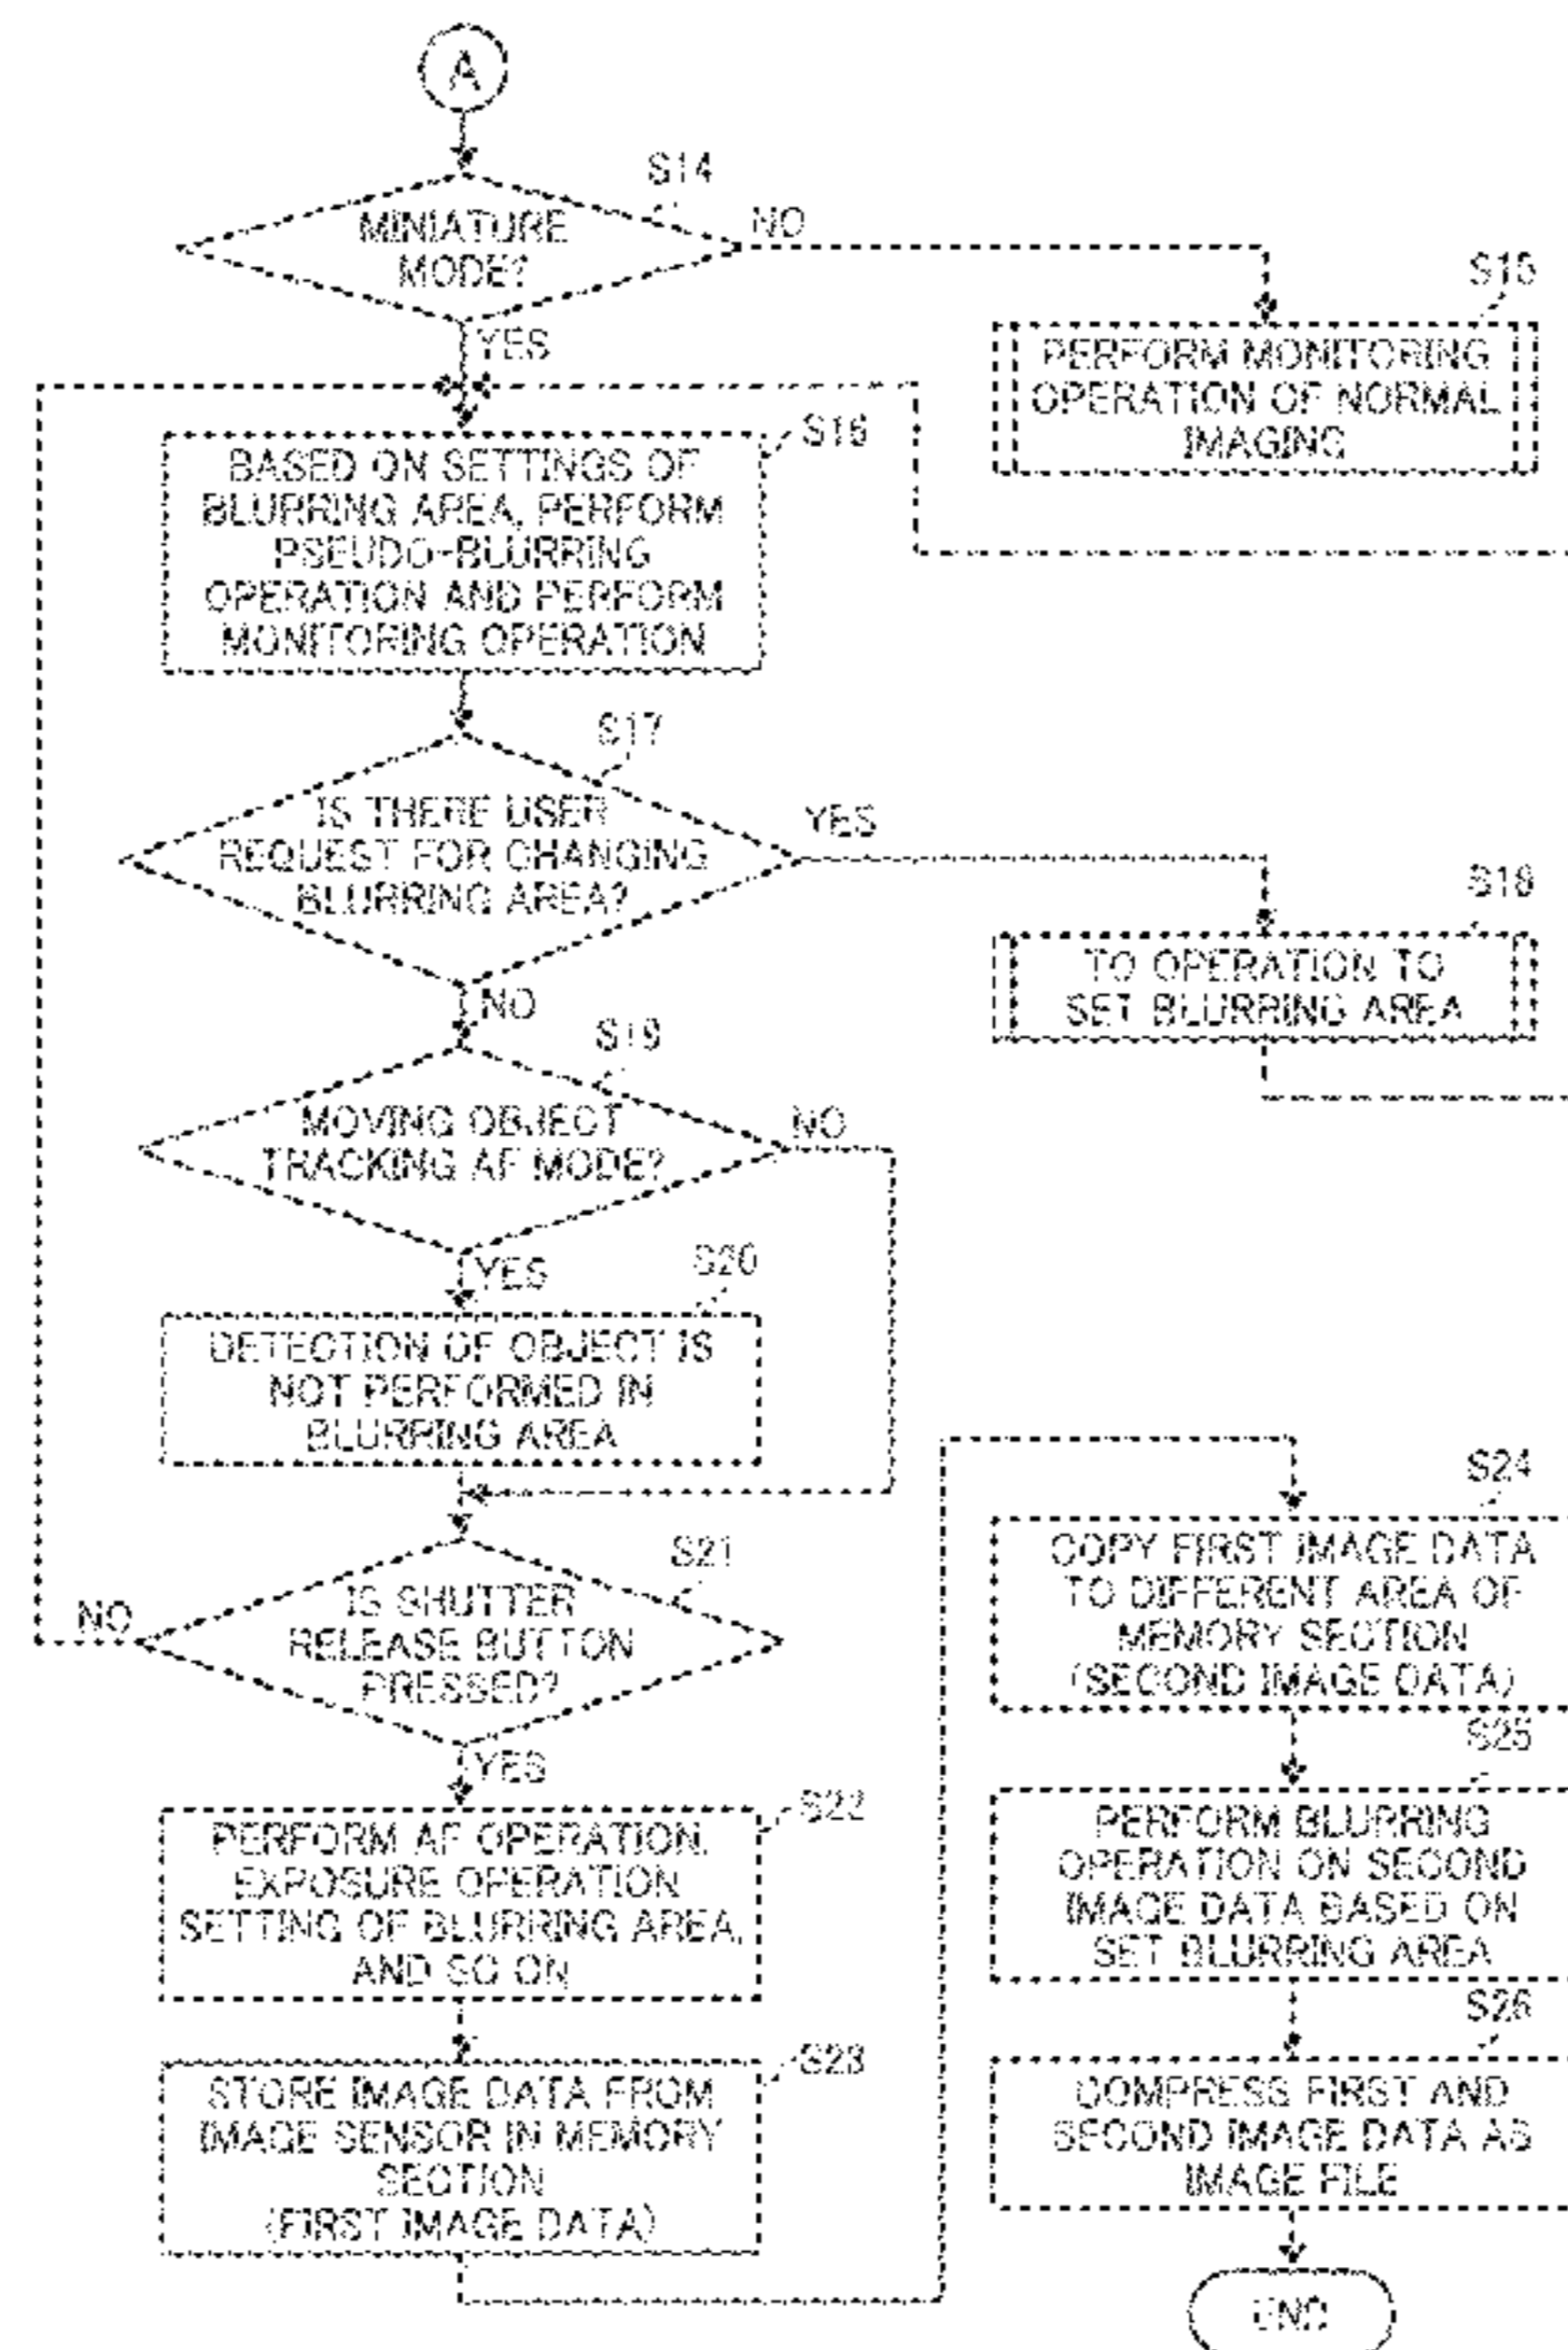 A
S14
MINIATURE
MODE?
NO
YES
S15
PERFORM MONITORING
OPERATION OF NORMAL
IMAGING
S16
BASED ON SETTINGS OF
BLURRING AREA, PERFORM
PSEUDO-BLURRING
OPERATION AND PERFORM
MONITORING OPERATION
S17
IS THERE USER
REQUEST FOR CHANGING
BLURRING AREA?
YES
NO
S18
TO OPERATION TO
SET BLURRING AREA
S19
MOVING OBJECT
TRACKING AF MODE?
NO
YES
S20
DETECTION OF OBJECT IS
NOT PERFORMED IN
BLURRING AREA
S21
IS SHUTTER
RELEASE BUTTON
PRESSED?
NO
YES
S22
PERFORM AF OPERATION,
EXPOSURE OPERATION
SETTING OF BLURRING AREA,
AND SO ON
S23
STORE IMAGE DATA FROM
IMAGE SENSOR IN MEMORY
SECTION
(FIRST IMAGE DATA)
S24
COPY FIRST IMAGE DATA
TO DIFFERENT AREA OF
MEMORY SECTION
(SECOND IMAGE DATA)
S25
PERFORM BLURRING
OPERATION ON SECOND
IMAGE DATA BASED ON
SET BLURRING AREA
S26
COMPRESS FIRST AND
SECOND IMAGE DATA AS
IMAGE FILE
END